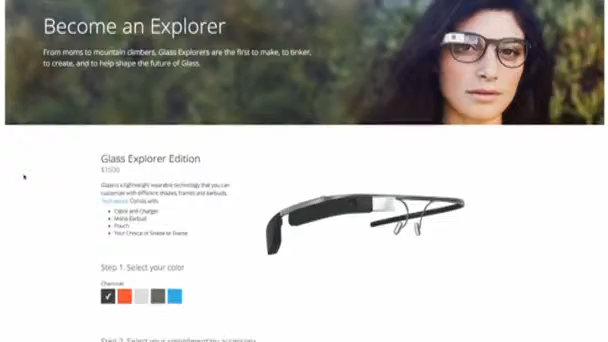 Become an Explorer
From moms to mountain climbers, Glass Explorers are the first to make, to tinker,
to create, and to help shape the future of Glass.
Glass Explorer Edition
$1500
Glass is a lightweight wearable technology that you can
customize with different shades, frames and earbuds.
Comes with:
Cable and Charger
Mono Earbud
Pouch
Your Choice of Shade or Frame
Step 1. Select your color
Charcoal